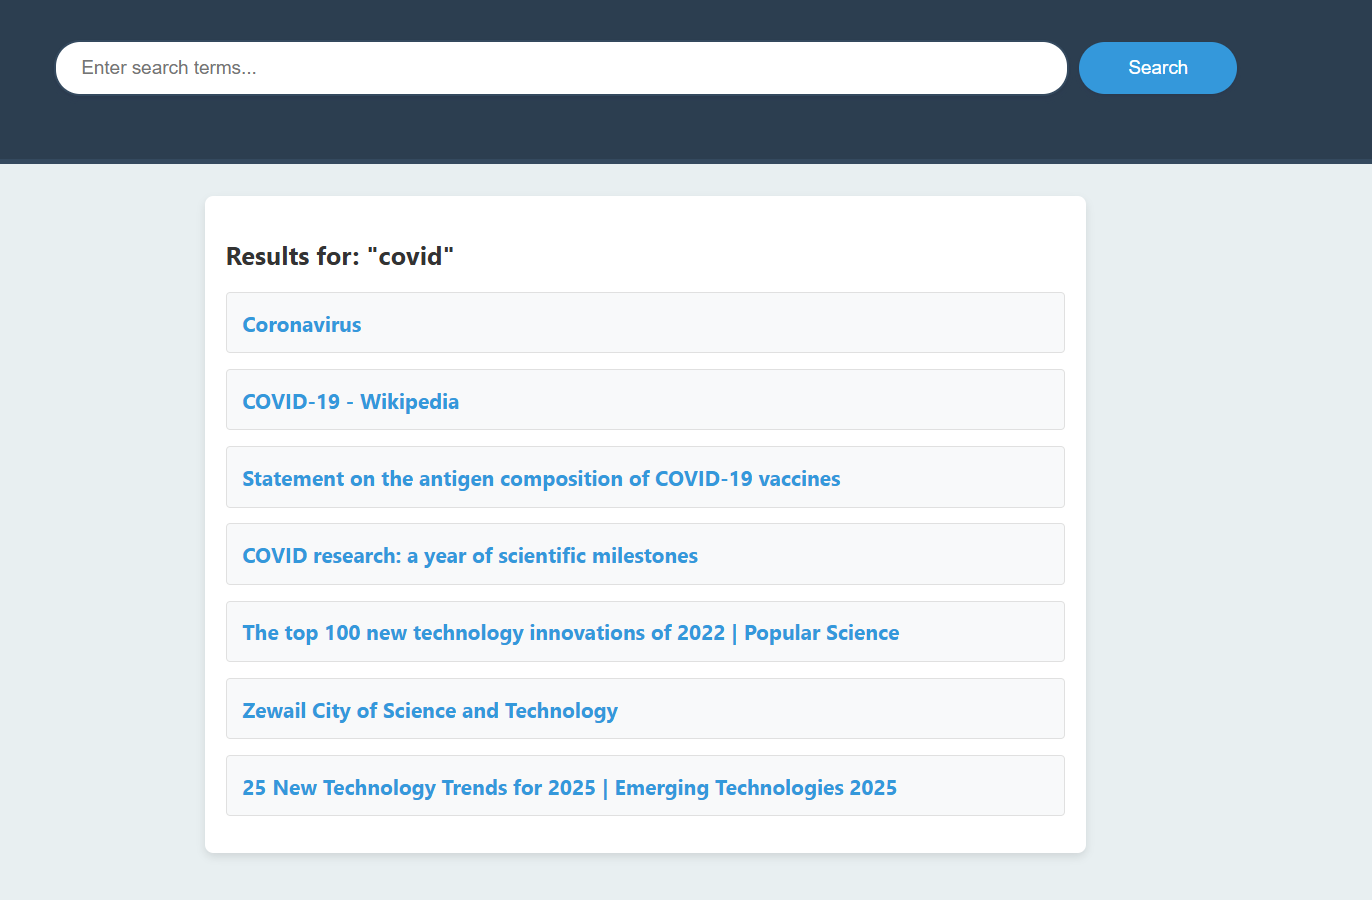 Enter search terms...
Search
Results for: "covid"
Coronavirus
COVID-19 - Wikipedia
Statement on the antigen composition of COVID-19 vaccines
COVID research: a year of scientific milestones
The top 100 new technology innovations of 2022 | Popular Science
Zewail City of Science and Technology
25 New Technology Trends for 2025 | Emerging Technologies 2025